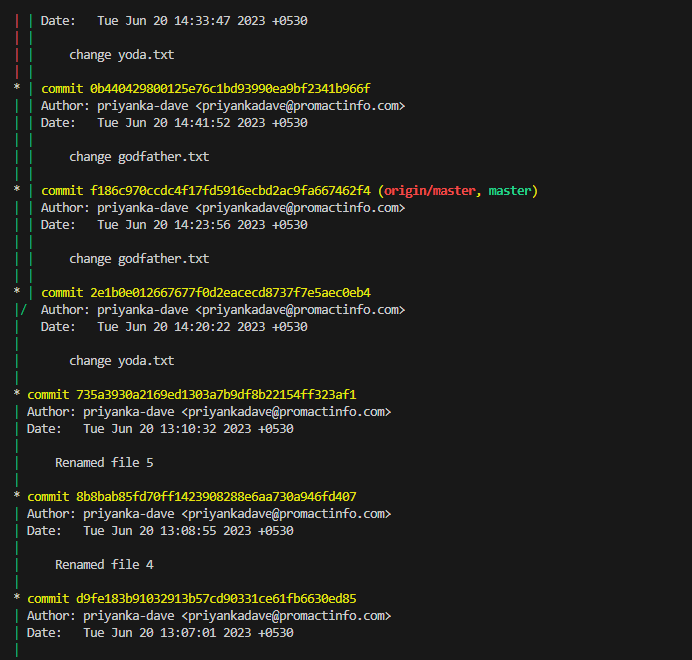 | | Date:   Tue Jun 20 14:33:47 2023 +0530
| |
| |     change yoda.txt
| |
* | commit 0b440429800125e76c1bd93990ea9bf2341b966f
| | Author: priyanka-dave <priyankadave@promactinfo.com>
| | Date:   Tue Jun 20 14:41:52 2023 +0530
| |
| |     change godfather.txt
| |
* | commit f186c970ccdc4f17fd5916ecbd2ac9fa667462f4 (origin/master, master)
| | Author: priyanka-dave <priyankadave@promactinfo.com>
| | Date:   Tue Jun 20 14:23:56 2023 +0530
| |
| |     change godfather.txt
| |
* | commit 2e1b0e012667677f0d2eacecd8737f7e5aec0eb4
|/  Author: priyanka-dave <priyankadave@promactinfo.com>
|   Date:   Tue Jun 20 14:20:22 2023 +0530
|
|       change yoda.txt
|
* commit 735a3930a2169ed1303a7b9df8b22154ff323af1
| Author: priyanka-dave <priyankadave@promactinfo.com>
| Date:   Tue Jun 20 13:10:32 2023 +0530
|
|     Renamed file 5
|
* commit 8b8bab85fd70ff1423908288e6aa730a946fd407
| Author: priyanka-dave <priyankadave@promactinfo.com>
| Date:   Tue Jun 20 13:08:55 2023 +0530
|
|     Renamed file 4
|
* commit d9fe183b91032913b57cd90331ce61fb6630ed85
| Author: priyanka-dave <priyankadave@promactinfo.com>
| Date:   Tue Jun 20 13:07:01 2023 +0530
|